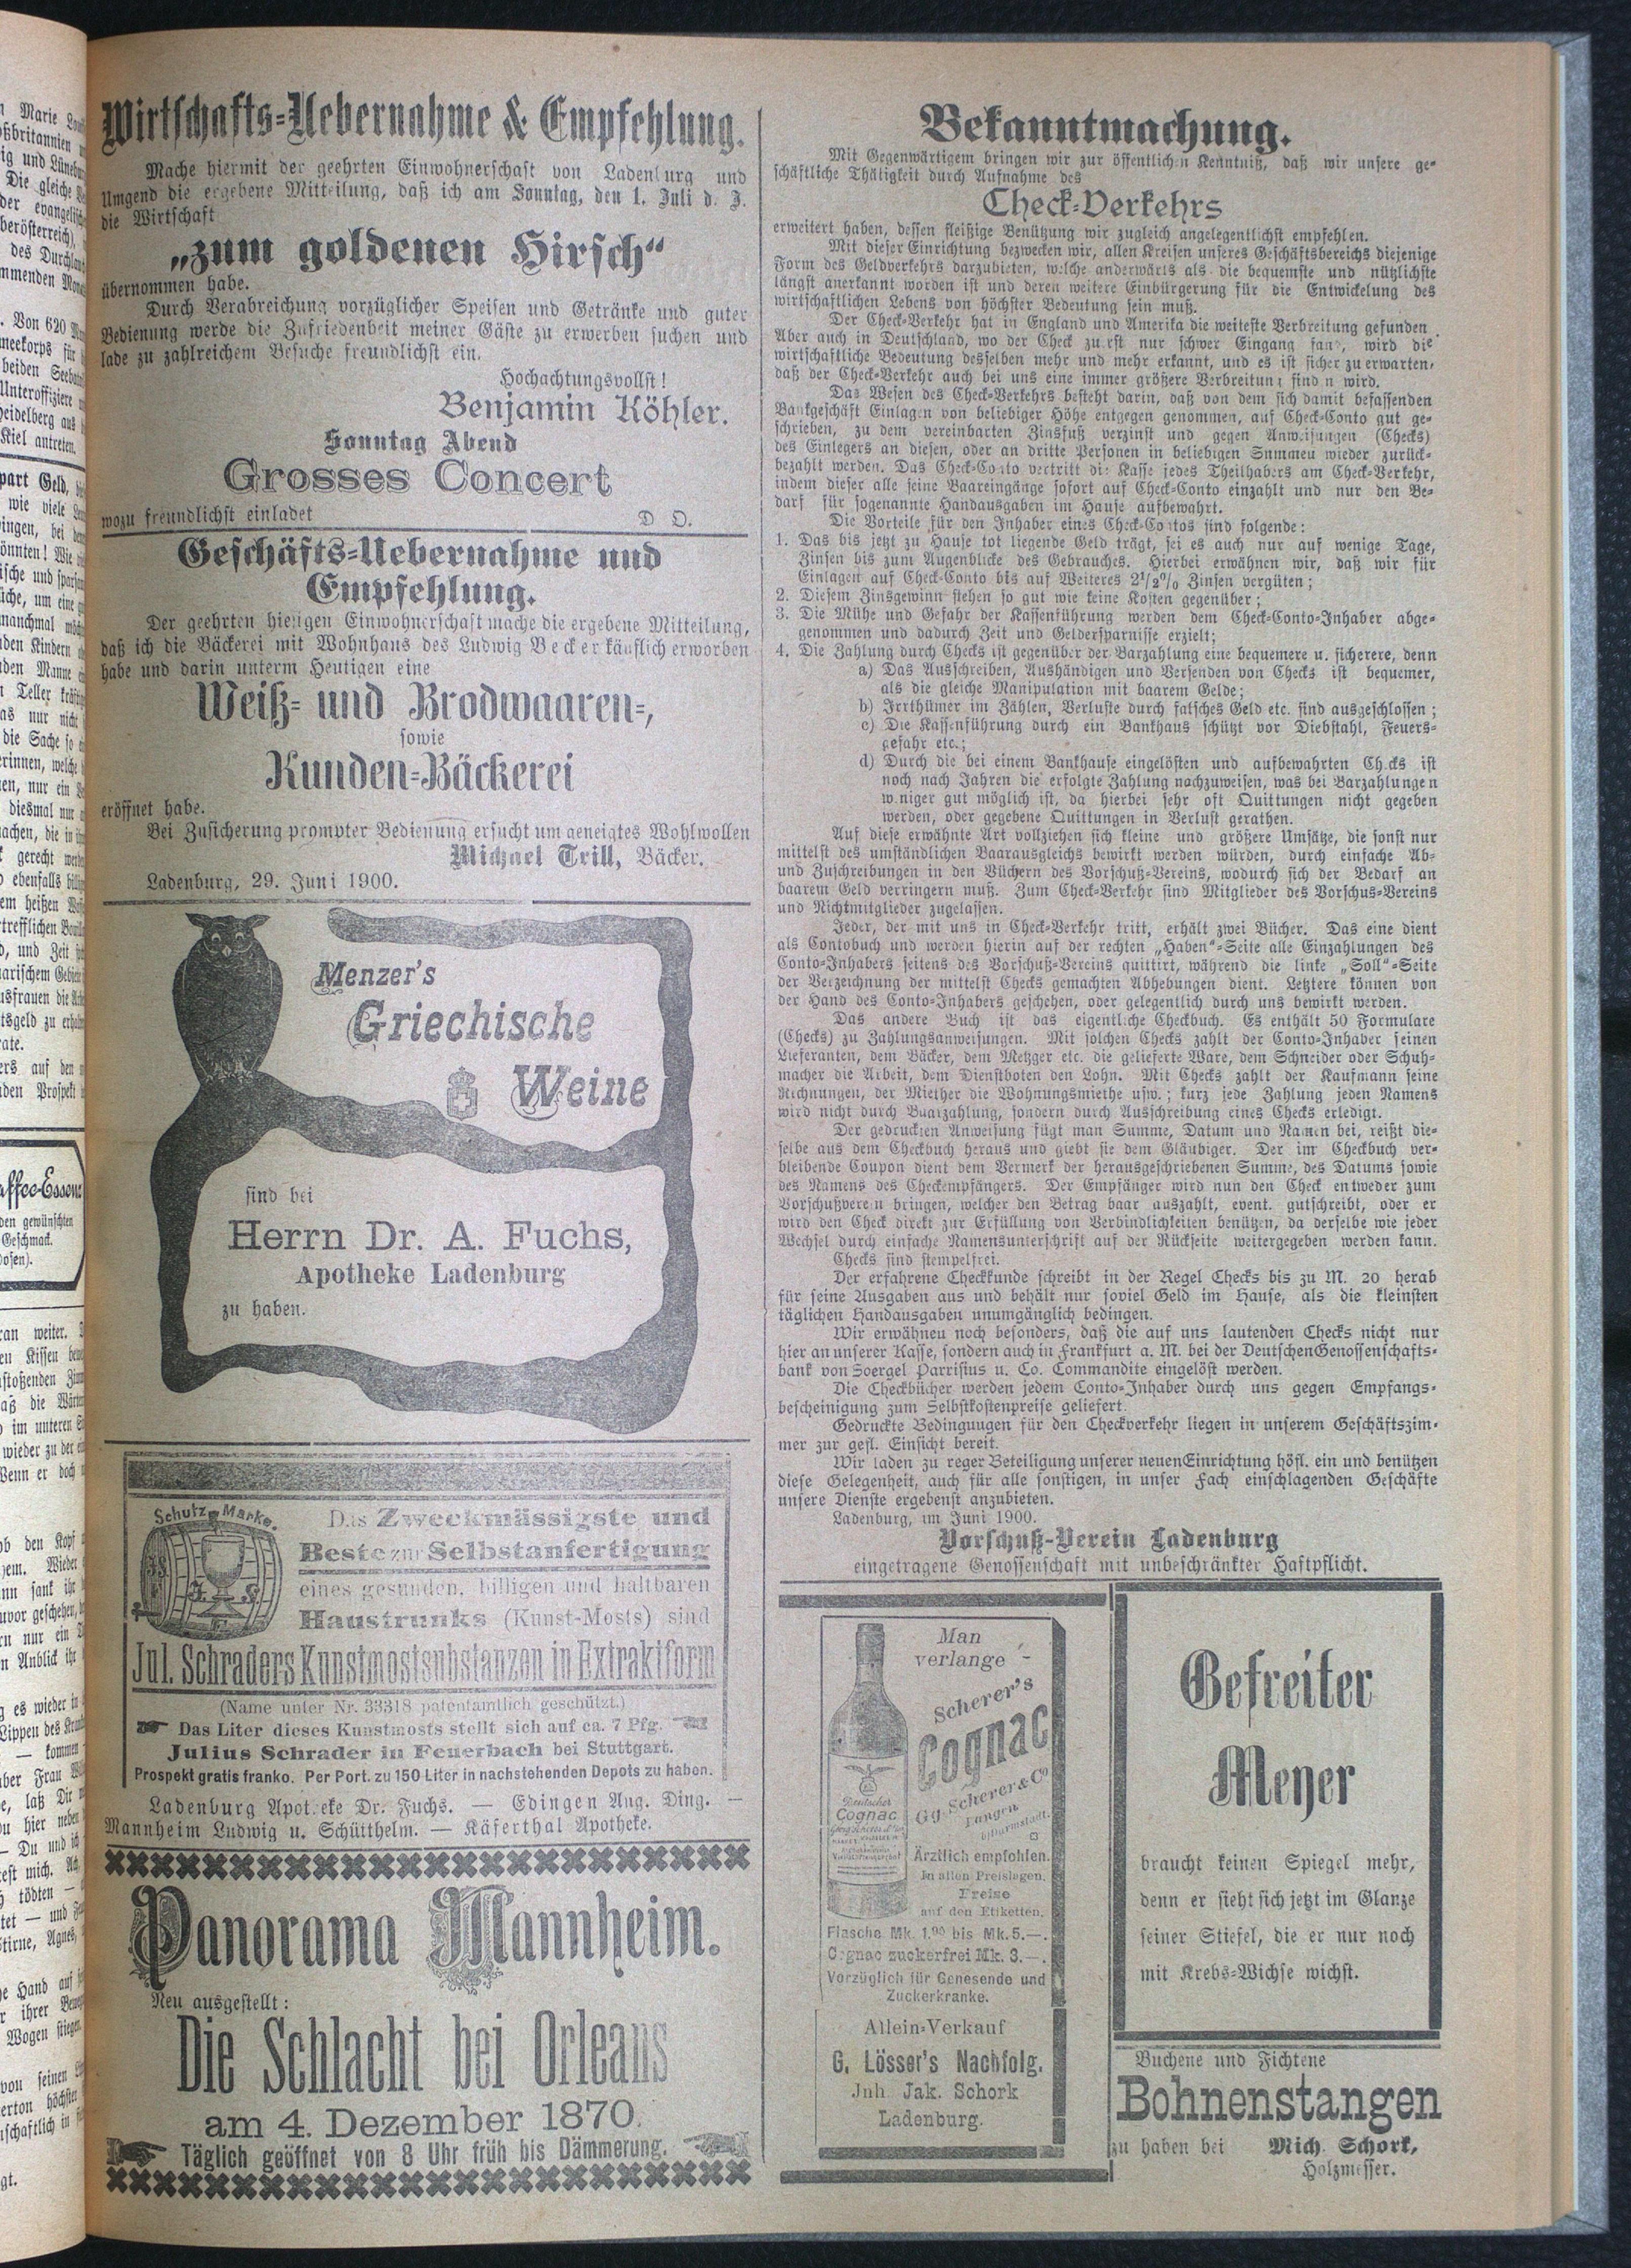 Wirtschafts-Uebernahme & Empfehlung.
Mache hiermit der geehrten Einwohnerschaft von Ladenburg und
Umgend die ergebene Mitteilung, daß ich am Sonntag, den 1. Juli d. J.
die Wirtschaft
„zum goldenen Hirsch“
übernommen habe.
Durch Verabreichung vorzüglicher Speisen und Getränke und guter
Bedienung werde die Zufriedenheit meiner Gäste zu erwerben suchen und
lade zu zahlreichem Besuche freundlichst ein.
Hochachtungsvollst!
Benjamin Köhler.
Sonntag Abend
Grosses Concert
wozu freundlichst einladet D O.
Geschäfts-Uebernahme und
Empfehlung.
Der geehrten hiesigen Einwohnerschaft mache die ergebene Mitteilung,
daß ich die Bäckerei mit Wohnhaus des Ludwig Becker käuflich erworben
habe und darin unterm Heutigen eine
Weiß- und Brodwaaren-,
sowie
Kunden-Bäckerei
eröffnet habe.
Bei Zusicherung prompter Bedienung ersucht um geneigtes Wohlwollen
Michael Trill, Bäcker.
Ladenburg, 29. Juni 1900.
Menzer's
Griechische
Weine
sind bei
Herrn Dr. A. Fuchs,
Apotheke Ladenburg
zu haben.
Schutz-Marke.
Das Zweckmässigste und
Beste zur Selbstanfertigung
eines gesunden, billigen und haltbaren
Haustrunks (Kunst-Mosts) sind
Jul. Schraders Kunstmostsubstanzen in Extraktform
(Name unter Nr. 33318 patentamtlich geschützt.)
Das Liter dieses Kunstmosts stellt sich auf ca. 7 Pfg.
Julius Schrader in Feuerbach bei Stuttgart.
Prospekt gratis franko. Per Port. zu 150 Liter in nachstehenden Depots zu haben.
Ladenburg Apotheke Dr. Fuchs. — Edingen Aug. Ding. —
Mannheim Ludwig u. Schütthelm. — Käferthal Apotheke.
Panorama Mannheim.
Neu ausgestellt:
Die Schlacht bei Orleans
am 4. Dezember 1870.
Täglich geöffnet von 8 Uhr früh bis Dämmerung.
Bekanntmachung.
Mit Gegenwärtigem bringen wir zur öffentlichen Kenntniß, daß wir unsere ge-
schäftliche Thätigkeit durch Aufnahme des
Check-Verkehrs
erweitert haben, dessen fleißige Benützung wir zugleich angelegentlichst empfehlen.
Mit dieser Einrichtung bezwecken wir, allen Kreisen unseres Geschäftsbereichs diejenige
Form des Geldverkehrs darzubieten, welche anderwärts als die bequemste und nützlichste
längst anerkannt worden ist und deren weitere Einbürgerung für die Entwickelung des
wirtschaftlichen Lebens von höchster Bedeutung sein muß.
Der Check-Verkehr hat in England und Amerika die weiteste Verbreitung gefunden.
Aber auch in Deutschland, wo der Check zuerst nur schwer Eingang fand, wird die
wirtschaftliche Bedeutung desselben mehr und mehr erkannt, und es ist sicher zu erwarten,
daß der Check-Verkehr auch bei uns eine immer größere Verbreitung finden wird.
Das Wesen des Check-Verkehrs besteht darin, daß von dem sich damit befassenden
Bankgeschäft Einlagen von beliebiger Höhe entgegen genommen, auf Check-Conto gut ge-
schrieben, zu dem vereinbarten Zinsfuß verzinst und gegen Anweisungen (Checks)
des Einlegers an diesen, oder an dritte Personen in beliebigen Summen wieder zurück-
bezahlt werden. Das Check-Conto vertritt die Kasse jedes Theilhabers am Check-Verkehr,
indem dieser alle seine Baareingänge sofort auf Check-Conto einzahlt und nur den Be-
darf für sogenannte Handausgaben im Hause aufbewahrt.
Die Vorteile für den Inhaber eines Check-Contos sind folgende:
1. Das bis jetzt zu Hause tot liegende Geld trägt, sei es auch nur auf wenige Tage,
Zinsen bis zum Augenblicke des Gebrauches. Hierbei erwähnen wir, daß wir für
Einlagen auf Check-Conto bis auf Weiteres 2 1/2 % Zinsen vergüten;
2. Diesem Zinsgewinn stehen so gut wie keine Kosten gegenüber;
3. Die Mühe und Gefahr der Kassenführung werden dem Check-Conto-Inhaber abge-
genommen und dadurch Zeit und Geldersparnisse erzielt;
4. Die Zahlung durch Checks ist gegenüber der Barzahlung eine bequemere u. sicherere, denn
a) Das Ausschreiben, Aushändigen und Versenden von Checks ist bequemer,
als die gleiche Manipulation mit baarem Gelde;
b) Irrthümer im Zählen, Verluste durch falsches Geld etc. sind ausgeschlossen;
c) Die Kassenführung durch ein Bankhaus schützt vor Diebstahl, Feuers-
gefahr etc.;
d) Durch die bei einem Bankhause eingelösten und aufbewahrten Checks ist
noch nach Jahren die erfolgte Zahlung nachzuweisen, was bei Barzahlungen
weniger gut möglich ist, da hierbei sehr oft Quittungen nicht gegeben
werden, oder gegebene Quittungen in Verlust gerathen.
Auf diese erwähnte Art vollziehen sich kleine und größere Umsätze, die sonst nur
mittelst des umständlichen Baarausgleichs bewirkt werden würden, durch einfache Ab-
und Zuschreibungen in den Büchern des Vorschuß-Vereins, wodurch sich der Bedarf an
baarem Geld verringern muß. Zum Check-Verkehr sind Mitglieder des Vorschus-Vereins
und Nichtmitglieder zugelassen.
Jeder, der mit uns in Check-Verkehr tritt, erhält zwei Bücher. Das eine dient
als Contobuch und werden hierin auf der rechten „Haben“-Seite alle Einzahlungen des
Conto-Inhabers seitens des Vorschuß-Vereins quittirt, während die linke „Soll“-Seite
der Verzeichnung der mittelst Checks gemachten Abhebungen dient. Letztere können von
der Hand des Conto-Inhabers geschehen, oder gelegentlich durch uns bewirkt werden.
Das andere Buch ist das eigentliche Checkbuch. Es enthält 50 Formulare
(Checks) zu Zahlungsanweisungen. Mit solchen Checks zahlt der Conto-Inhaber seinen
Lieferanten, dem Bäcker, dem Metzger etc. die gelieferte Ware, dem Schneider oder Schuh-
macher die Arbeit, dem Dienstboten den Lohn. Mit Checks zahlt der Kaufmann seine
Rechnungen, der Miether die Wohnungsmiethe usw.; kurz jede Zahlung jeden Namens
wird nicht durch Baarzahlung, sondern durch Ausschreibung eines Checks erledigt.
Der gedruckten Anweisung fügt man Summe, Datum und Namen bei, reißt die-
selbe aus dem Checkbuch heraus und giebt sie dem Gläubiger. Der im Checkbuch ver-
bleibende Coupon dient dem Vermerk der herausgeschriebenen Summe, des Datums sowie
des Namens des Checkempfängers. Der Empfänger wird nun den Check entweder zum
Vorschußverein bringen, welcher den Betrag baar auszahlt, event. gutschreibt, oder er
wird den Check direkt zur Erfüllung von Verbindlichkeiten benützen, da derselbe wie jeder
Wechsel durch einfache Namensunterschrift auf der Rückseite weitergegeben werden kann.
Checks sind stempelfrei.
Der erfahrene Checkkunde schreibt in der Regel Checks bis zu M. 20 herab
für seine Ausgaben aus und behält nur soviel Geld im Hause, als die kleinsten
täglichen Handausgaben unumgänglich bedingen.
Wir erwähneu noch besonders, daß die auf uns lautenden Checks nicht nur
hier an unserer Kasse, sondern auch in Frankfurt a. M. bei der Deutschen Genossenschafts-
bank von Soergel Parrisius u. Co. Commandite eingelöst werden.
Die Checkbücher werden jedem Conto-Inhaber durch uns gegen Empfangs-
bescheinigung zum Selbstkostenpreise geliefert.
Gedruckte Bedingungen für den Checkverkehr liegen in unserem Geschäftszim-
mer zur gefl. Einsicht bereit.
Wir laden zu reger Beteiligung unserer neuen Einrichtung höfl. ein und benützen
diese Gelegenheit, auch für alle sonstigen, in unser Fach einschlagenden Geschäfte
unsere Dienste ergebenst anzubieten.
Ladenburg, im Juni 1900.
Vorschuß-Verein Ladenburg
eingetragene Genossenschaft mit unbeschränkter Haftpflicht.
Man
verlange
Scherer's
Cognac
Gg. Scherer & Co
Langen
b/Darmstadt.
Deutscher
Cognac
Ärztlich empfohlen.
In allen Preislagen.
Preise
auf den Etiketten.
Flasche Mk. 1.90 bis Mk. 5.—.
Cognac zuckerfrei Mk. 3.—.
Vorzüglich für Genesende und
Zuckerkranke.
Allein-Verkauf
G. Lösser's Nachfolg.
Inh. Jak. Schork
Ladenburg.
Gefreiter
Meyer
braucht keinen Spiegel mehr,
denn er sieht sich jetzt im Glanze
seiner Stiefel, die er nur noch
mit Krebs-Wichse wichst.
Buchene und Fichtene
Bohnenstangen
zu haben bei Mich. Schork,
Holzmesser.